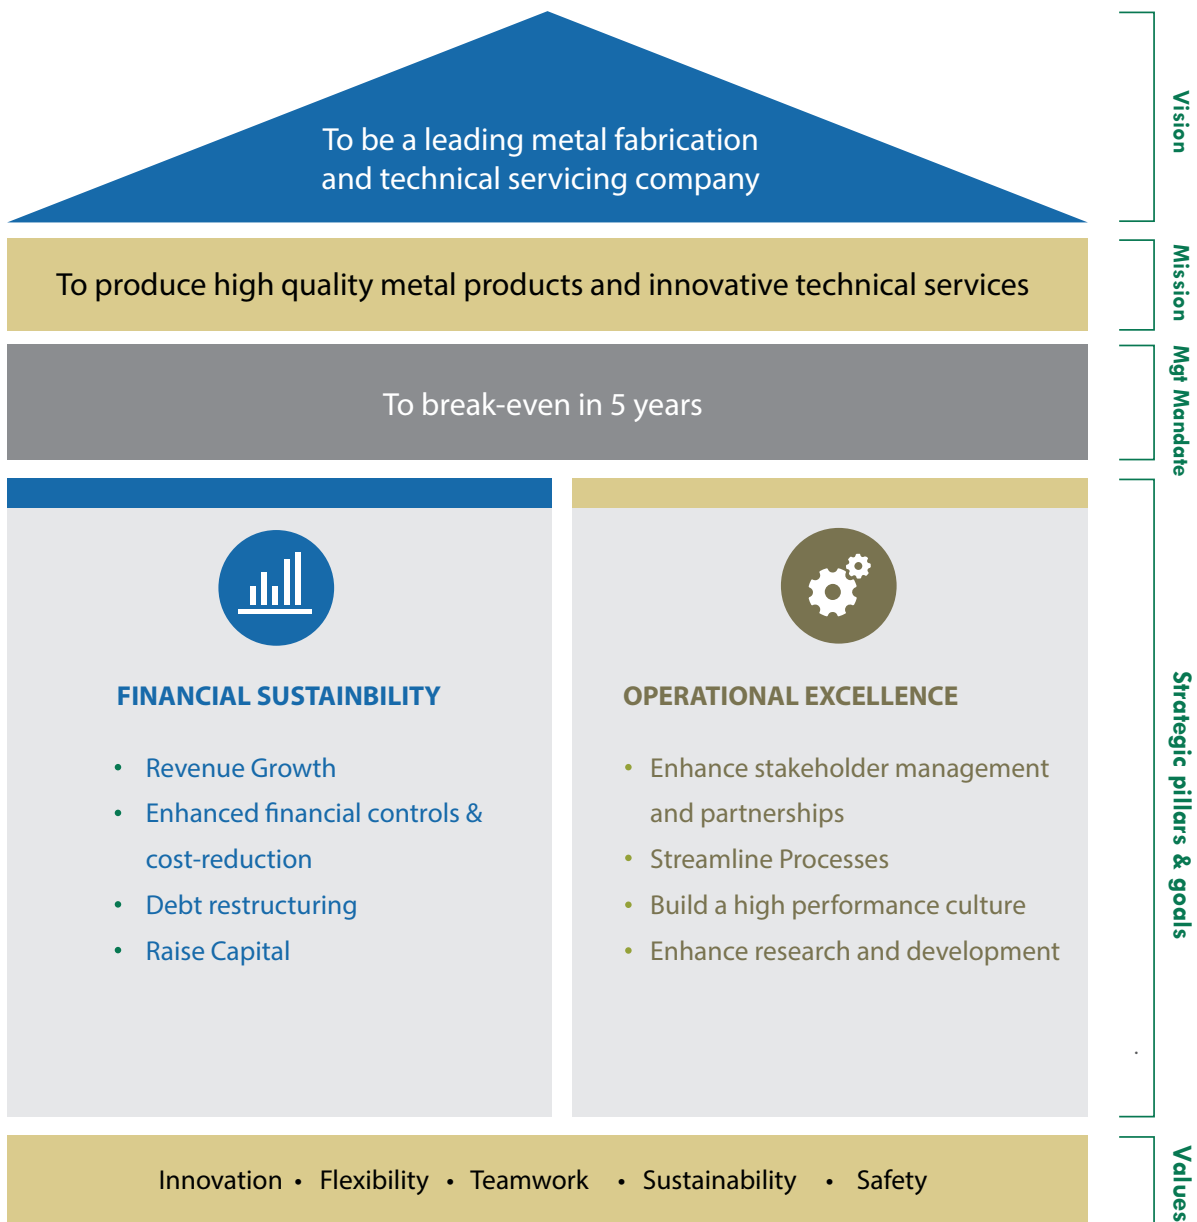 To be a leading metal fabrication
and technical servicing company
Vision
To produce high quality metal products and innovative technical services
Mission
To break-even in 5 years
Mgt Mandate
FINANCIAL SUSTAINBILITY
• Revenue Growth
• Enhanced financial controls &
cost-reduction
• Debt restructuring
• Raise Capital
OPERATIONAL EXCELLENCE
• Enhance stakeholder management
and partnerships
• Streamline Processes
• Build a high performance culture
• Enhance research and development
Strategic pillars & goals
.
Innovation • Flexibility • Teamwork • Sustainability • Safety
Values